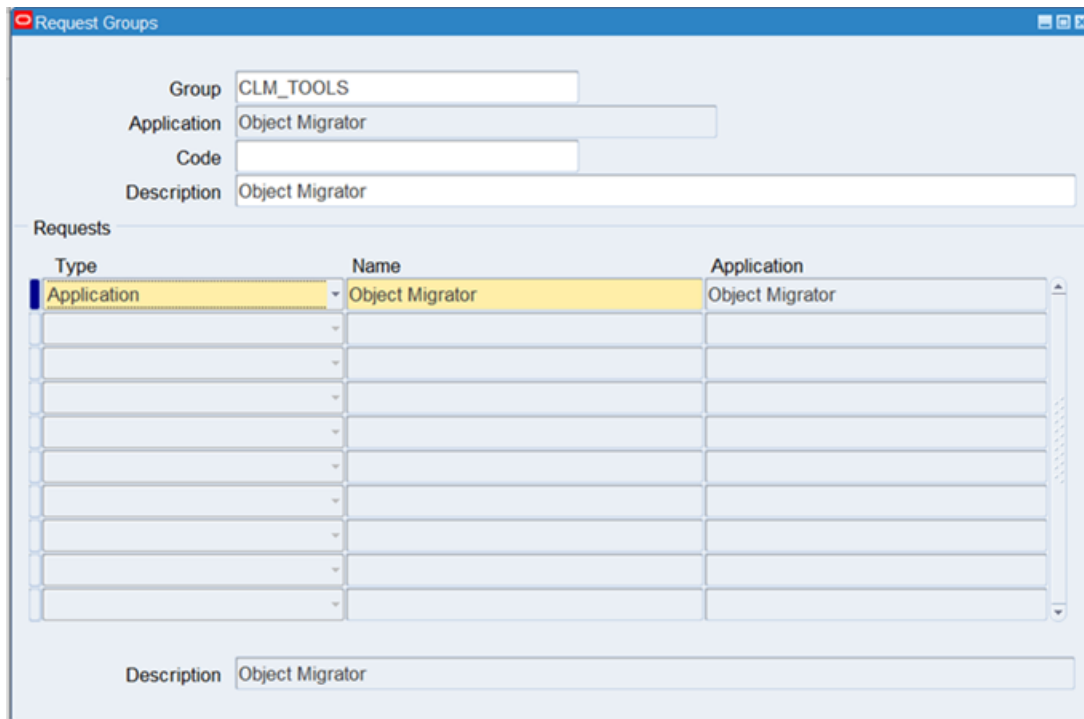 Request Groups
Group CLM_TOOLS
Application Object Migrator
Code
Description Object Migrator
Requests
Type Name Application
Application Object Migrator Object Migrator
Description Object Migrator